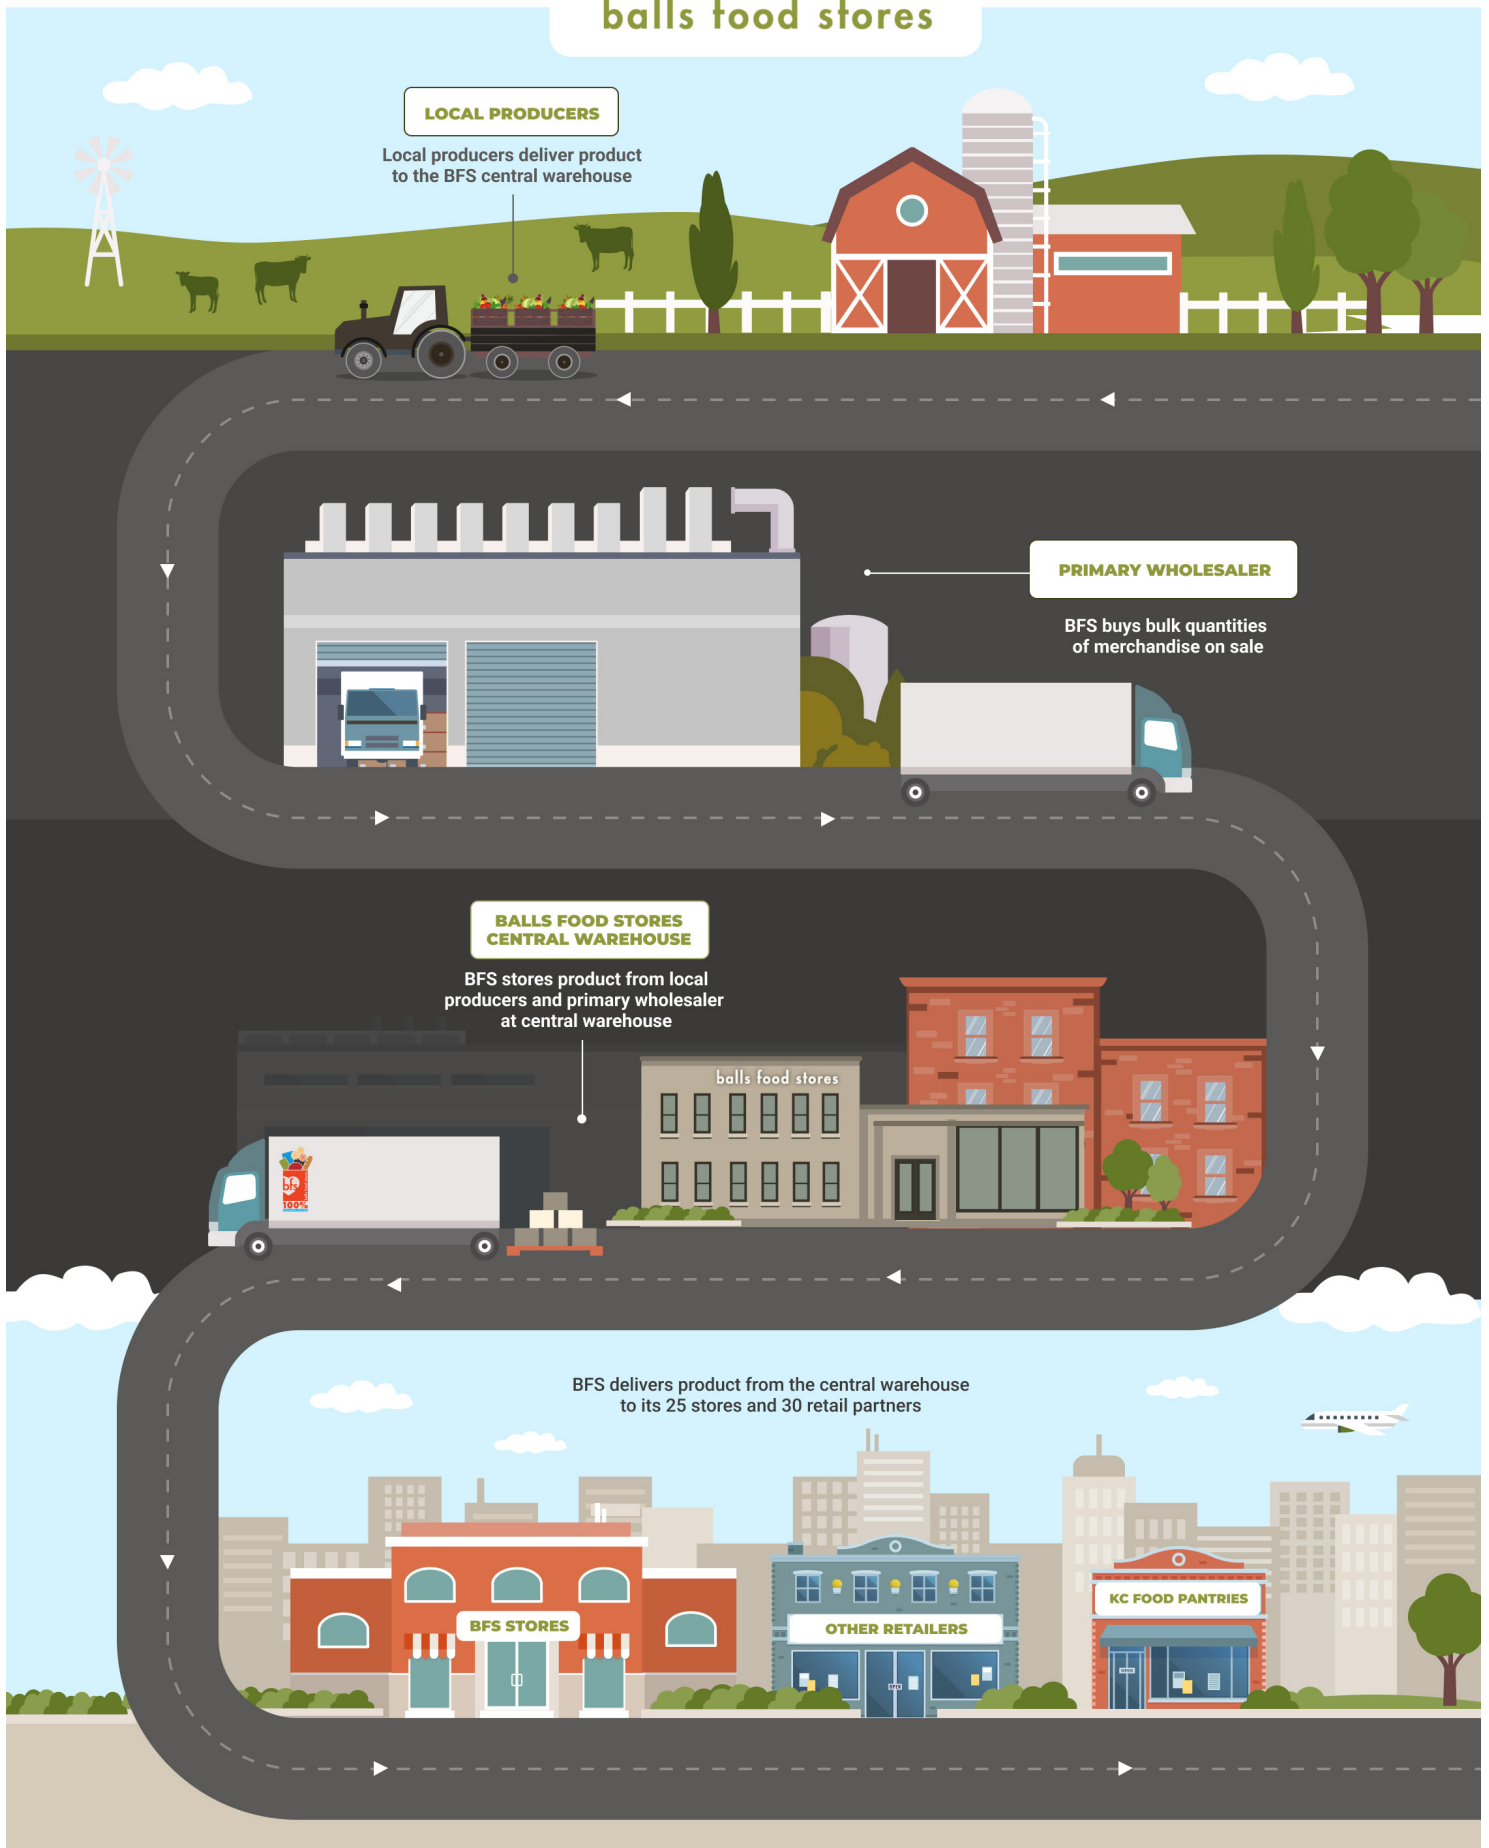 balls food stores
LOCAL PRODUCERS
Local producers deliver product
to the BFS central warehouse
PRIMARY WHOLESALER
BFS buys bulk quantities
of merchandise on sale
BALLS FOOD STORES
CENTRAL WAREHOUSE
BFS stores product from local
producers and primary wholesaler
at central warehouse
balls food stores
bfs
100%
BFS delivers product from the central warehouse
to its 25 stores and 30 retail partners
BFS STORES
OTHER RETAILERS
KC FOOD PANTRIES
OPEN
OPEN